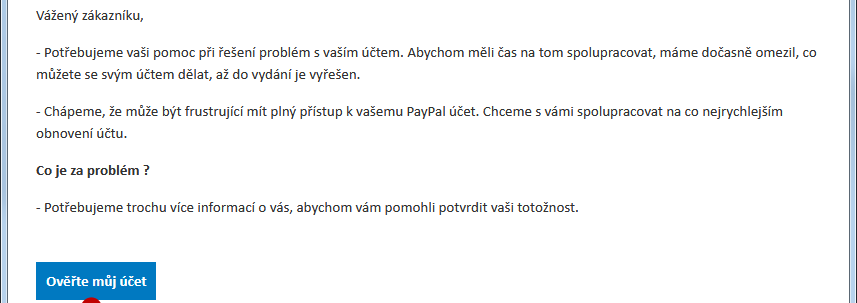 Vážený zákazníku,
- Potřebujeme vaši pomoc při řešení problém s vaším účtem. Abychom měli čas na tom spolupracovat, máme dočasně omezil, co
můžete se svým účtem dělat, až do vydání je vyřešen.
- Chápeme, že může být frustrující mít plný přístup k vašemu PayPal účet. Chceme s vámi spolupracovat na co nejrychlejším
obnovení účtu.
Co je za problém ?
- Potřebujeme trochu více informací o vás, abychom vám pomohli potvrdit vaši totožnost.
Ověřte můj účet